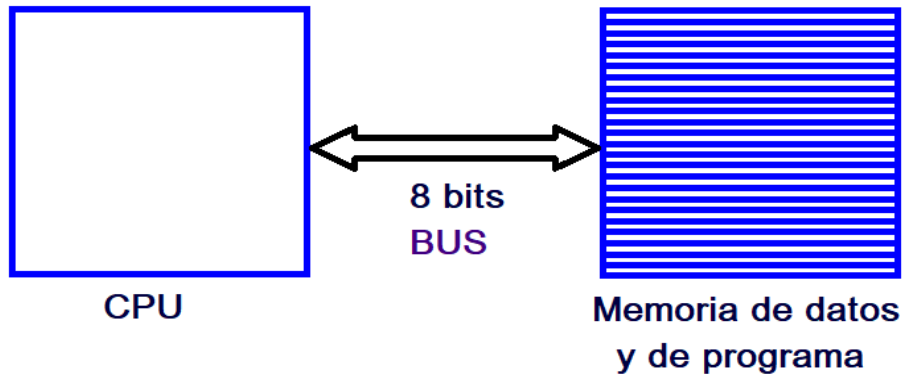 8 bits
BUS
CPU
Memoria de datos
y de programa